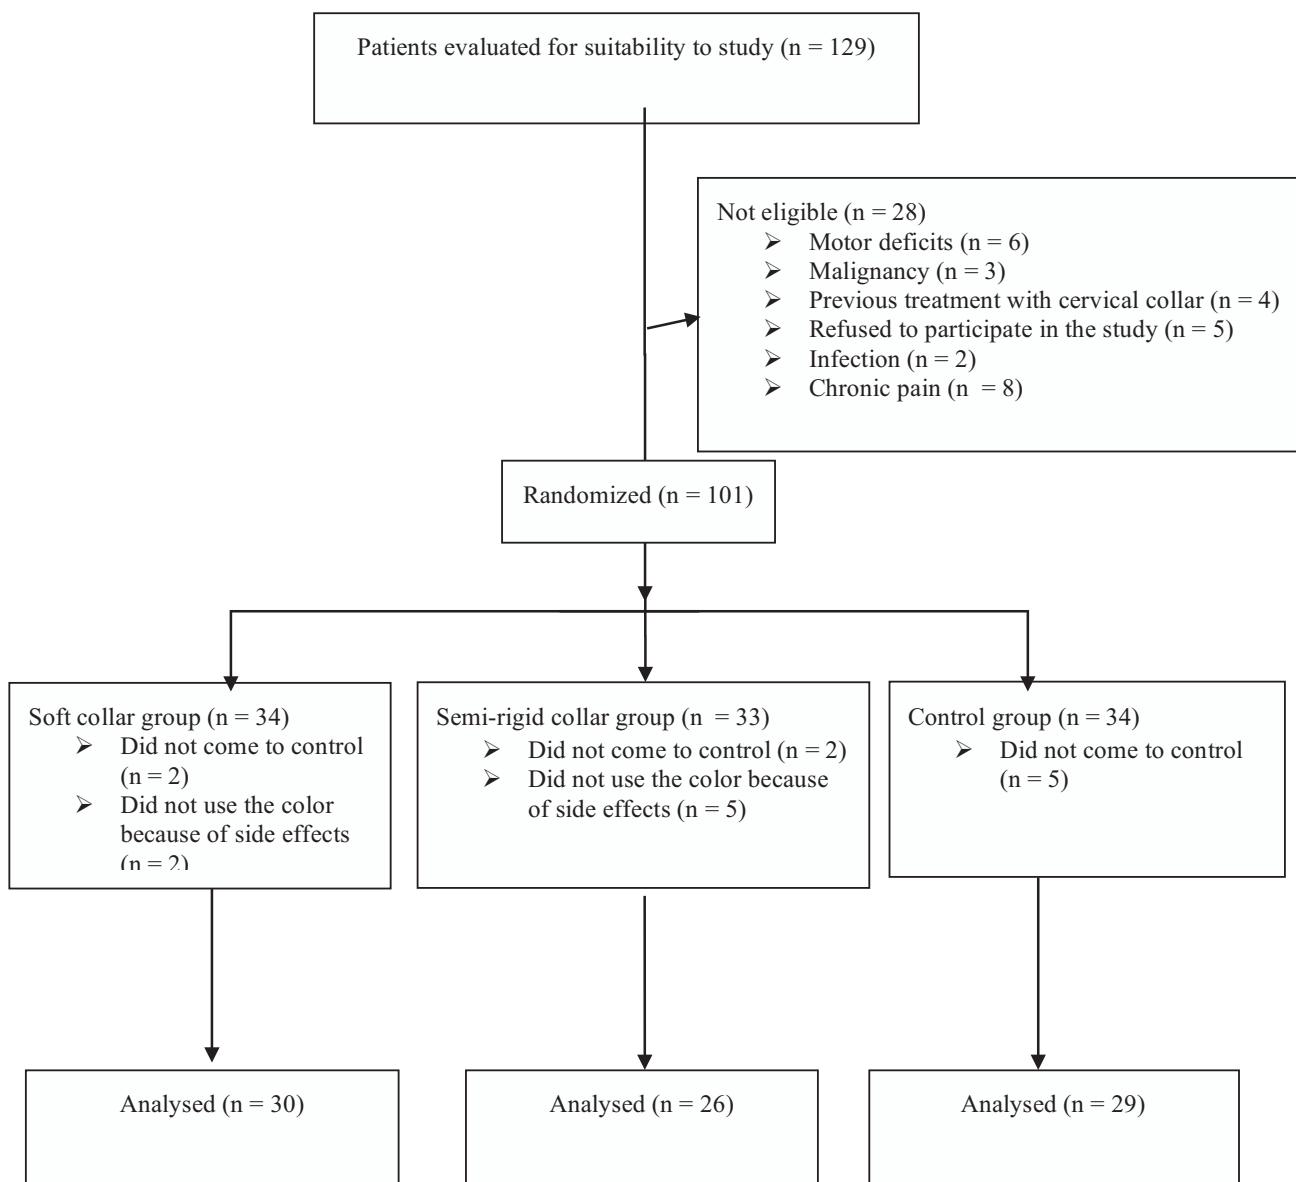 Patients evaluated for suitability to study (n = 129)
Not eligible (n = 28)
➢ Motor deficits (n = 6)
➢ Malignancy (n = 3)
➢ Previous treatment with cervical collar (n = 4)
➢ Refused to participate in the study (n = 5)
➢ Infection (n = 2)
➢ Chronic pain (n  = 8)
Randomized (n = 101)
Soft collar group (n = 34)
➢ Did not come to control
(n = 2)
➢ Did not use the color
because of side effects
(n = 2)
Semi-rigid collar group (n  = 33)
➢ Did not come to control (n = 2)
➢ Did not use the color because
of side effects (n = 5)
Control group (n = 34)
➢ Did not come to control
(n = 5)
Analysed (n = 30)
Analysed (n = 26)
Analysed (n = 29)